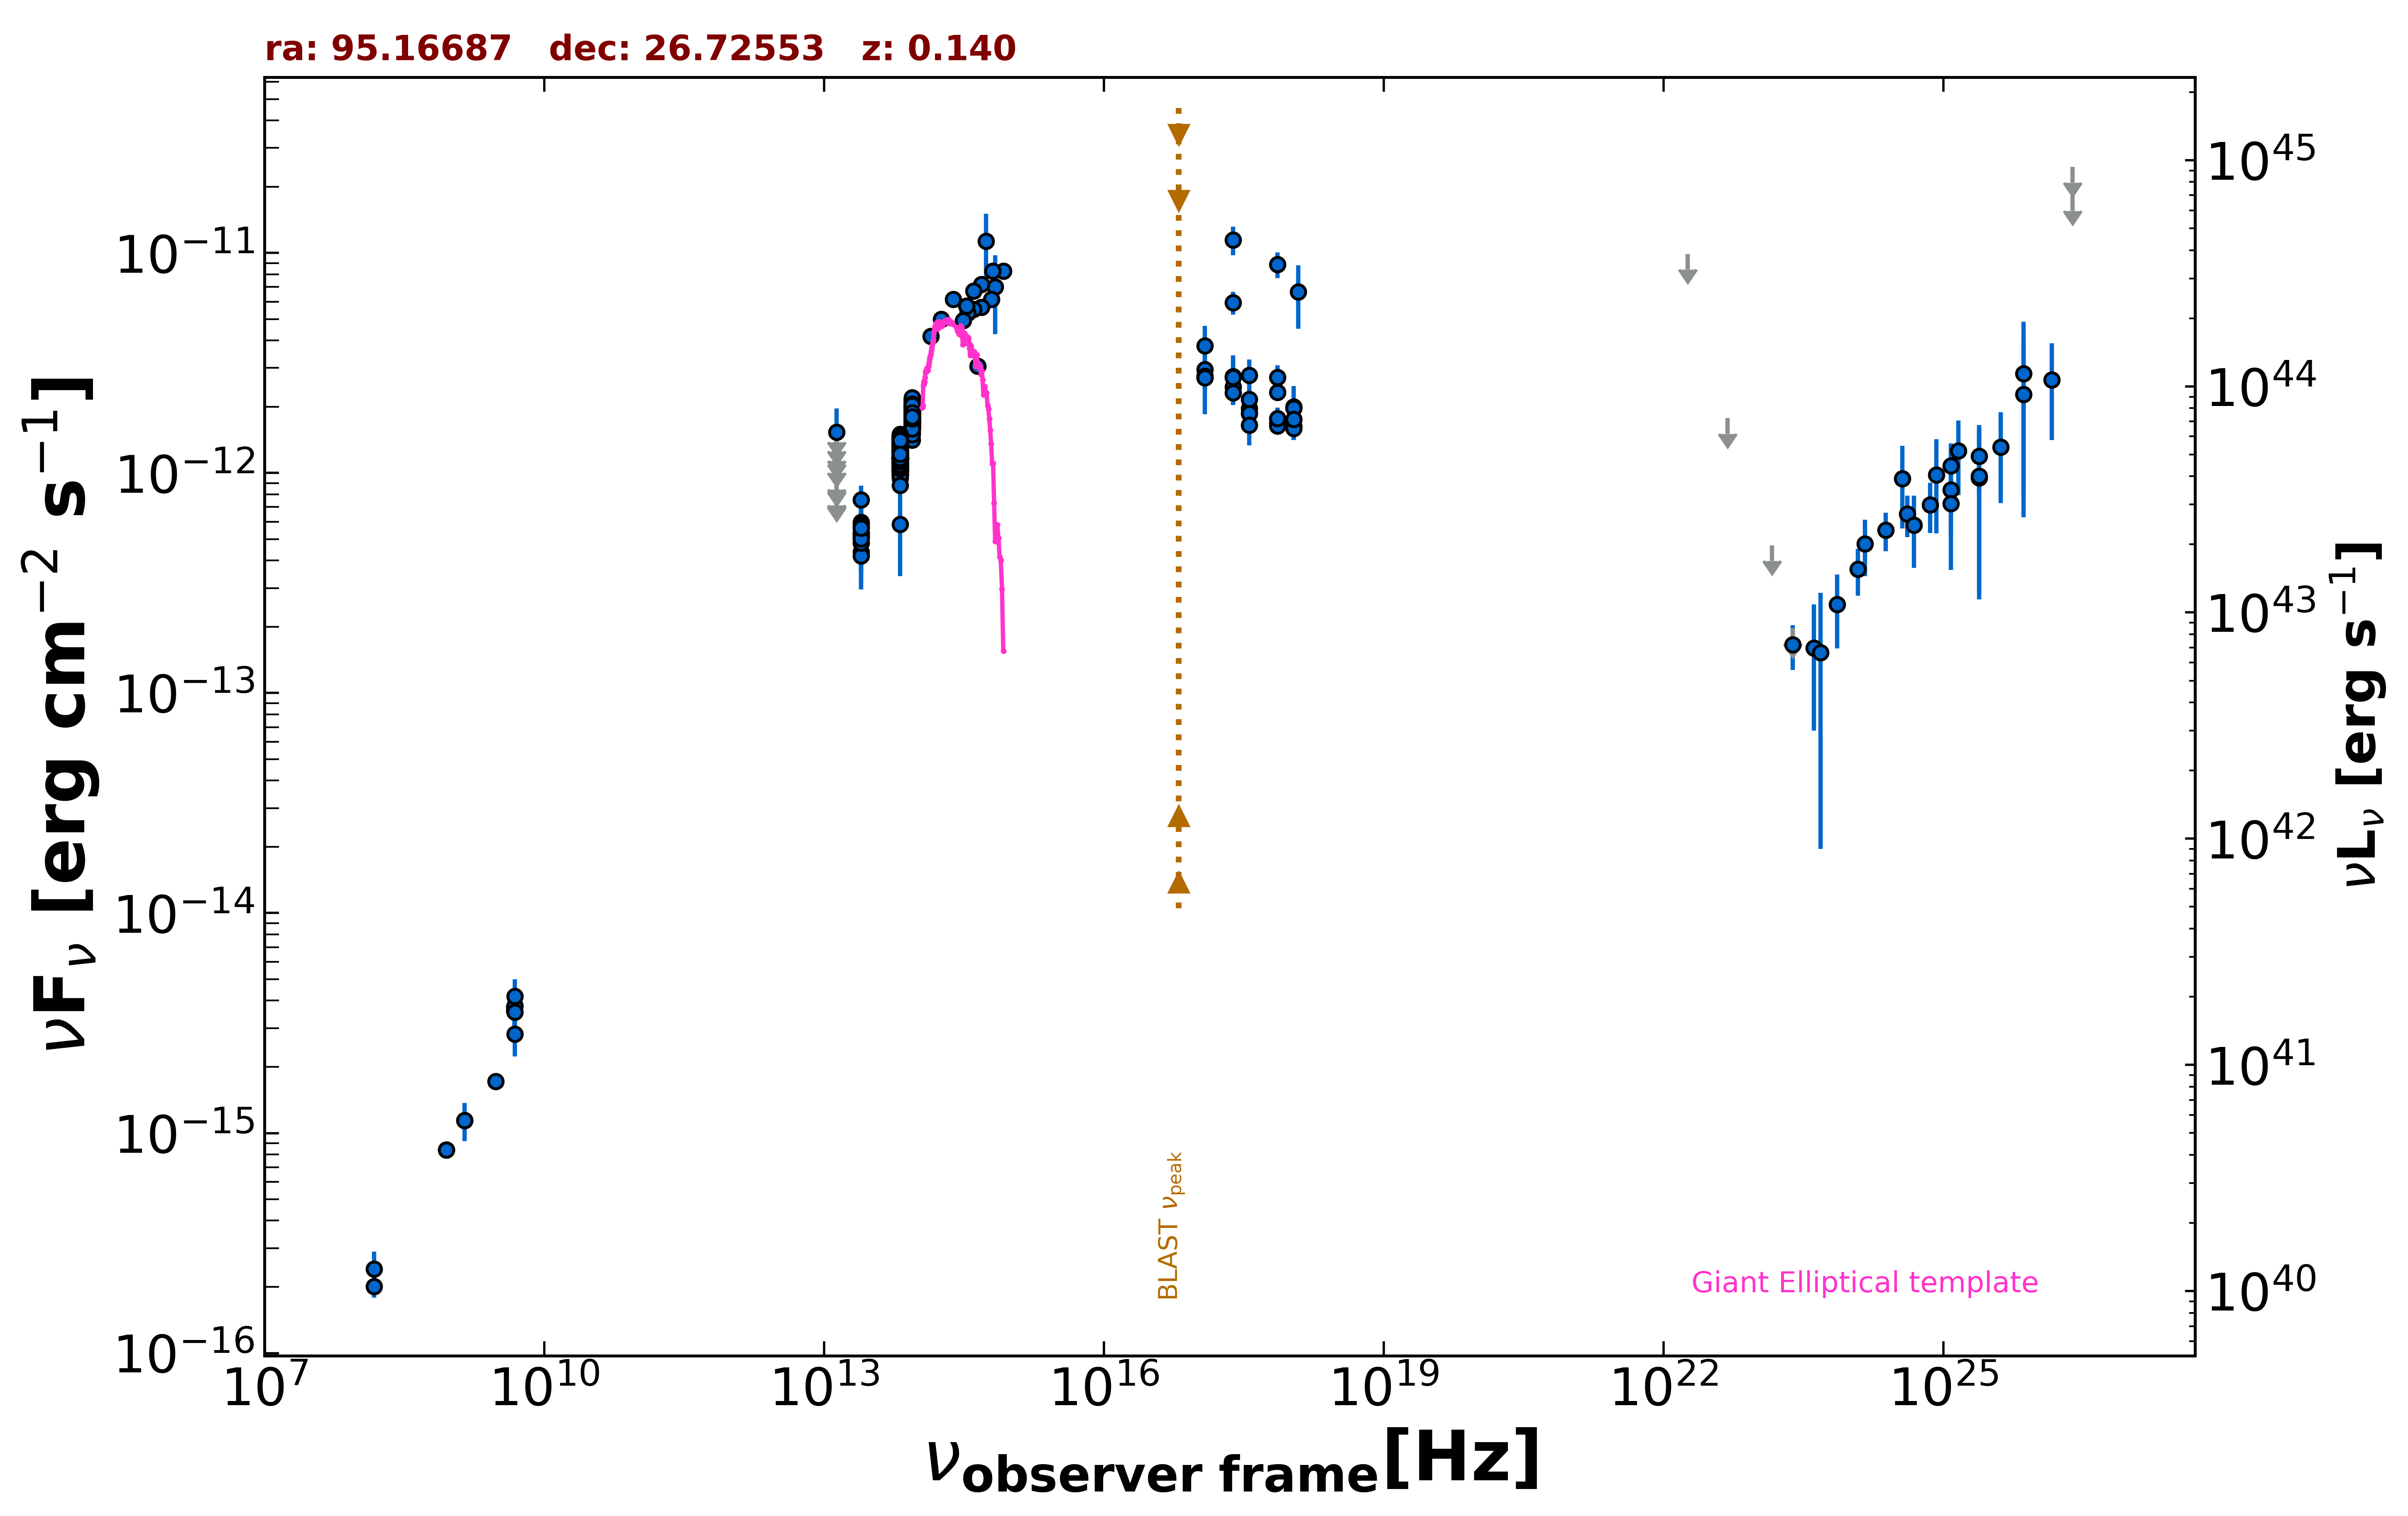 ra: 95.16687 dec: 26.72553 z: 0.140
νFν [erg cm−2 s−1]
10−11
10−12
10−13
10−14
10−15
10−16
10^45
10^44
10^43
10^42
10^41
10^40
νLν [erg s−1]
BLAST νpeak
Giant Elliptical template
10^7 10^10 10^13 10^16 10^19 10^22 10^25
νobserver frame[Hz]